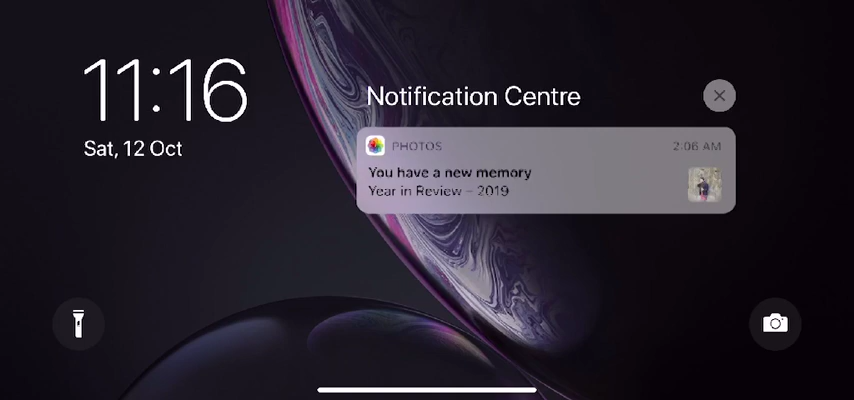 11:16
Sat, 12 Oct
Notification Centre
PHOTOS 2:06 AM
You have a new memory
Year in Review – 2019